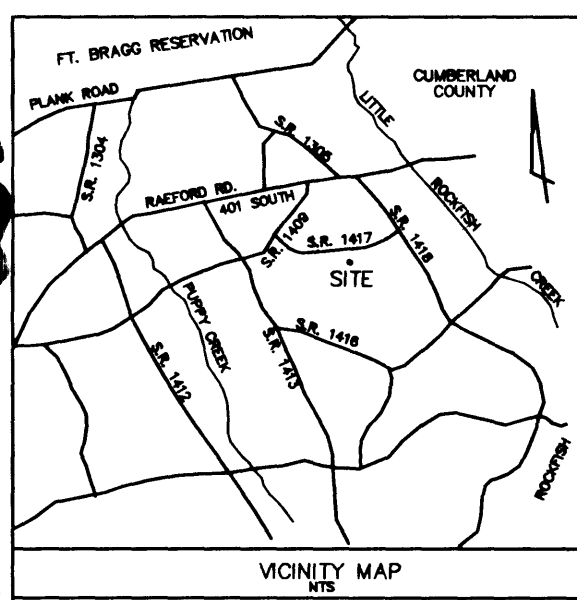 FT. BRAGG RESERVATION
CUMBERLAND
COUNTY
PLANK ROAD
LITTLE
S.R. 1304
S.R. 1305
RAEFORD RD.
401 SOUTH
ROCKFISH
S.R. 1409
S.R. 1417
S.R. 1418
SITE
CREEK
PUPPY CREEK
S.R. 1416
S.R. 1412
S.R. 1413
ROCKFISH
VICINITY MAP
NTS